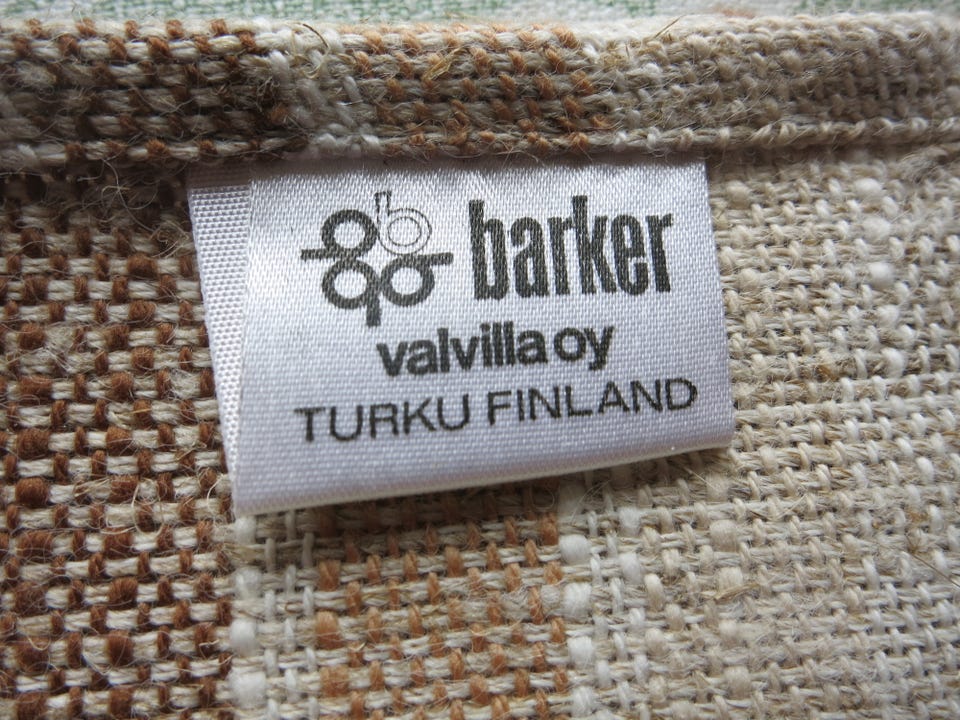 b barker
valvilla oy
TURKU FINLAND